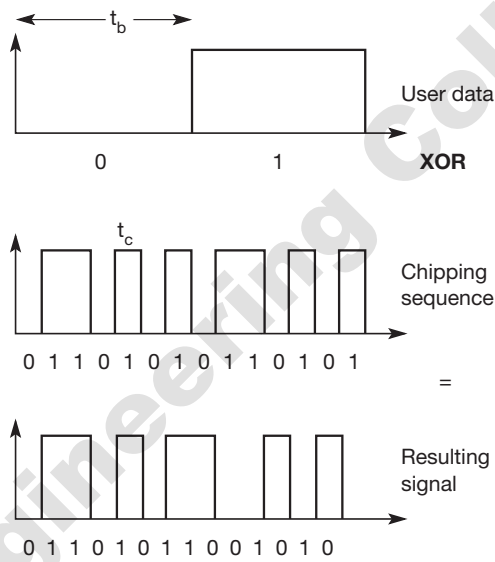 t_b
User data
0 1 XOR
t_c
Chipping
sequence
0 1 1 0 1 0 1 0 1 1 0 1 0 1
=
Resulting
signal
0 1 1 0 1 0 1 1 0 0 1 0 1 0